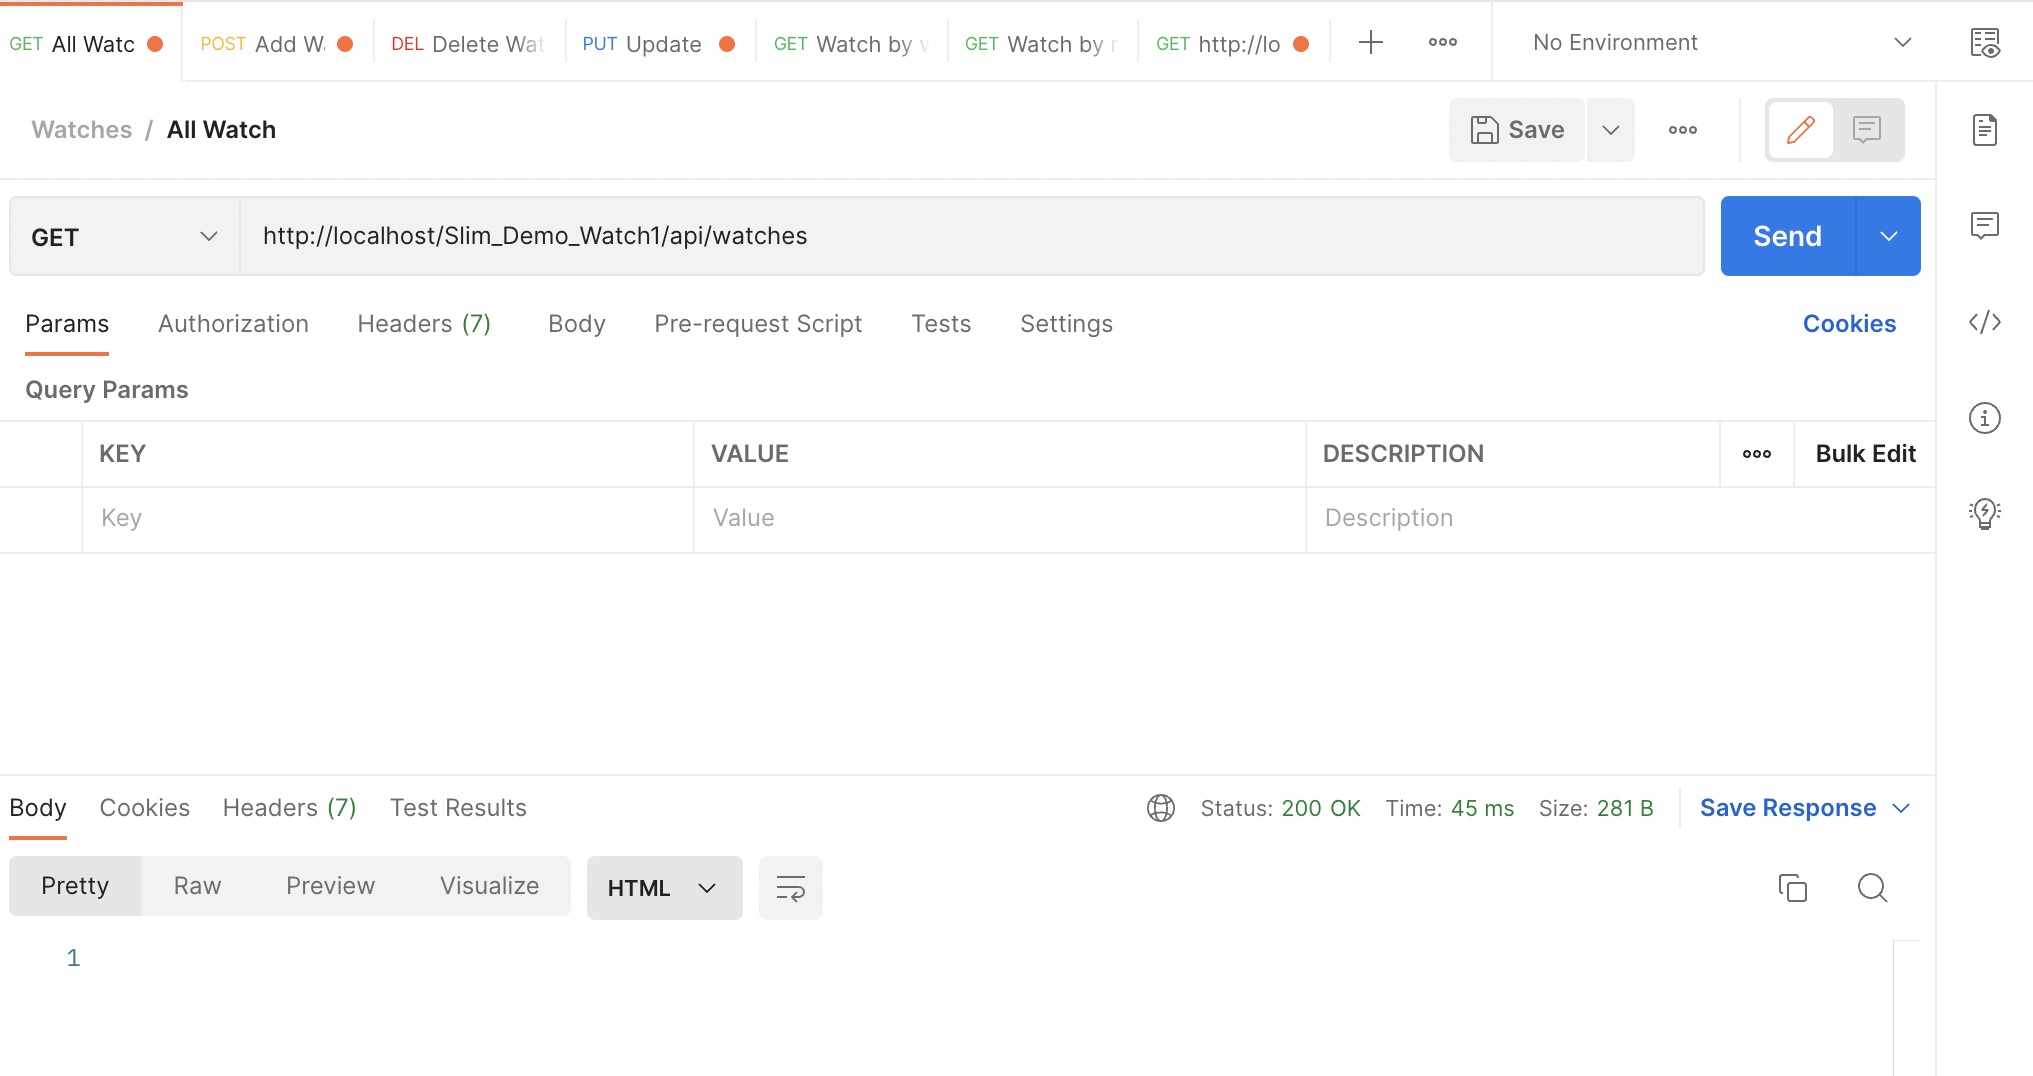 GET All Watc POST Add Wa DEL Delete Wat PUT Update GET Watch by GET Watch by GET http://lo No Environment
Watches / All Watch Save
GET http://localhost/Slim_Demo_Watch1/api/watches Send
Params Authorization Headers (7) Body Pre-request Script Tests Settings Cookies
Query Params
KEY VALUE DESCRIPTION Bulk Edit
Key Value Description
Body Cookies Headers (7) Test Results Status: 200 OK Time: 45 ms Size: 281 B Save Response
Pretty Raw Preview Visualize HTML
1